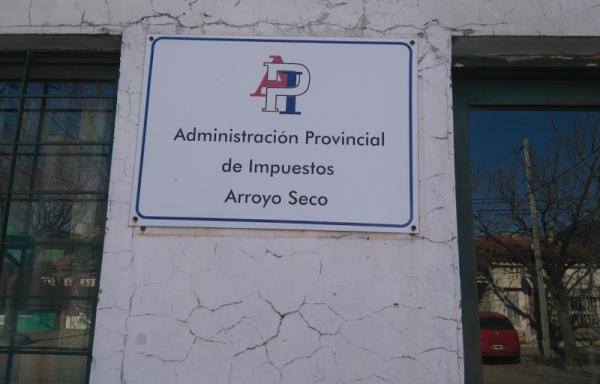 API
Administración Provincial
de Impuestos
Arroyo Seco